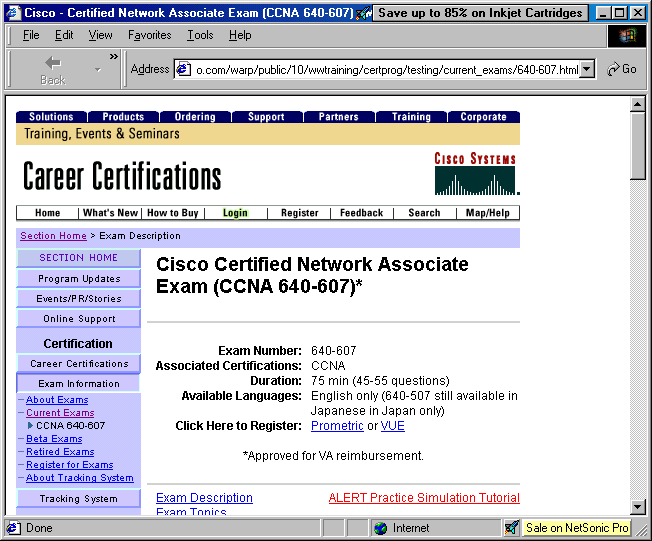 Cisco - Certified Network Associate Exam (CCNA 640-607)
Save up to 85% on Inkjet Cartridges
File Edit View Favorites Tools Help
Back
»
Address
o.com/warp/public/10/wwtraining/certprog/testing/current_exams/640-607.html
Go
Solutions Products Ordering Support Partners Training Corporate
Training, Events & Seminars
Career Certifications
CISCO SYSTEMS
Home What's New How to Buy Login Register Feedback Search Map/Help
Section Home > Exam Description
SECTION HOME
Program Updates
Events/PR/Stories
Online Support
Certification
Career Certifications
Exam Information
About Exams
Current Exams
CCNA 640-607
Beta Exams
Retired Exams
Register for Exams
About Tracking System
Tracking System
Cisco Certified Network Associate
Exam (CCNA 640-607)*
Exam Number: 640-607
Associated Certifications: CCNA
Duration: 75 min (45-55 questions)
Available Languages: English only (640-507 still available in
Japanese in Japan only)
Click Here to Register: Prometric or VUE
*Approved for VA reimbursement.
Exam Description
ALERT Practice Simulation Tutorial
Exam Topics
Done
Internet
Sale on NetSonic Pro